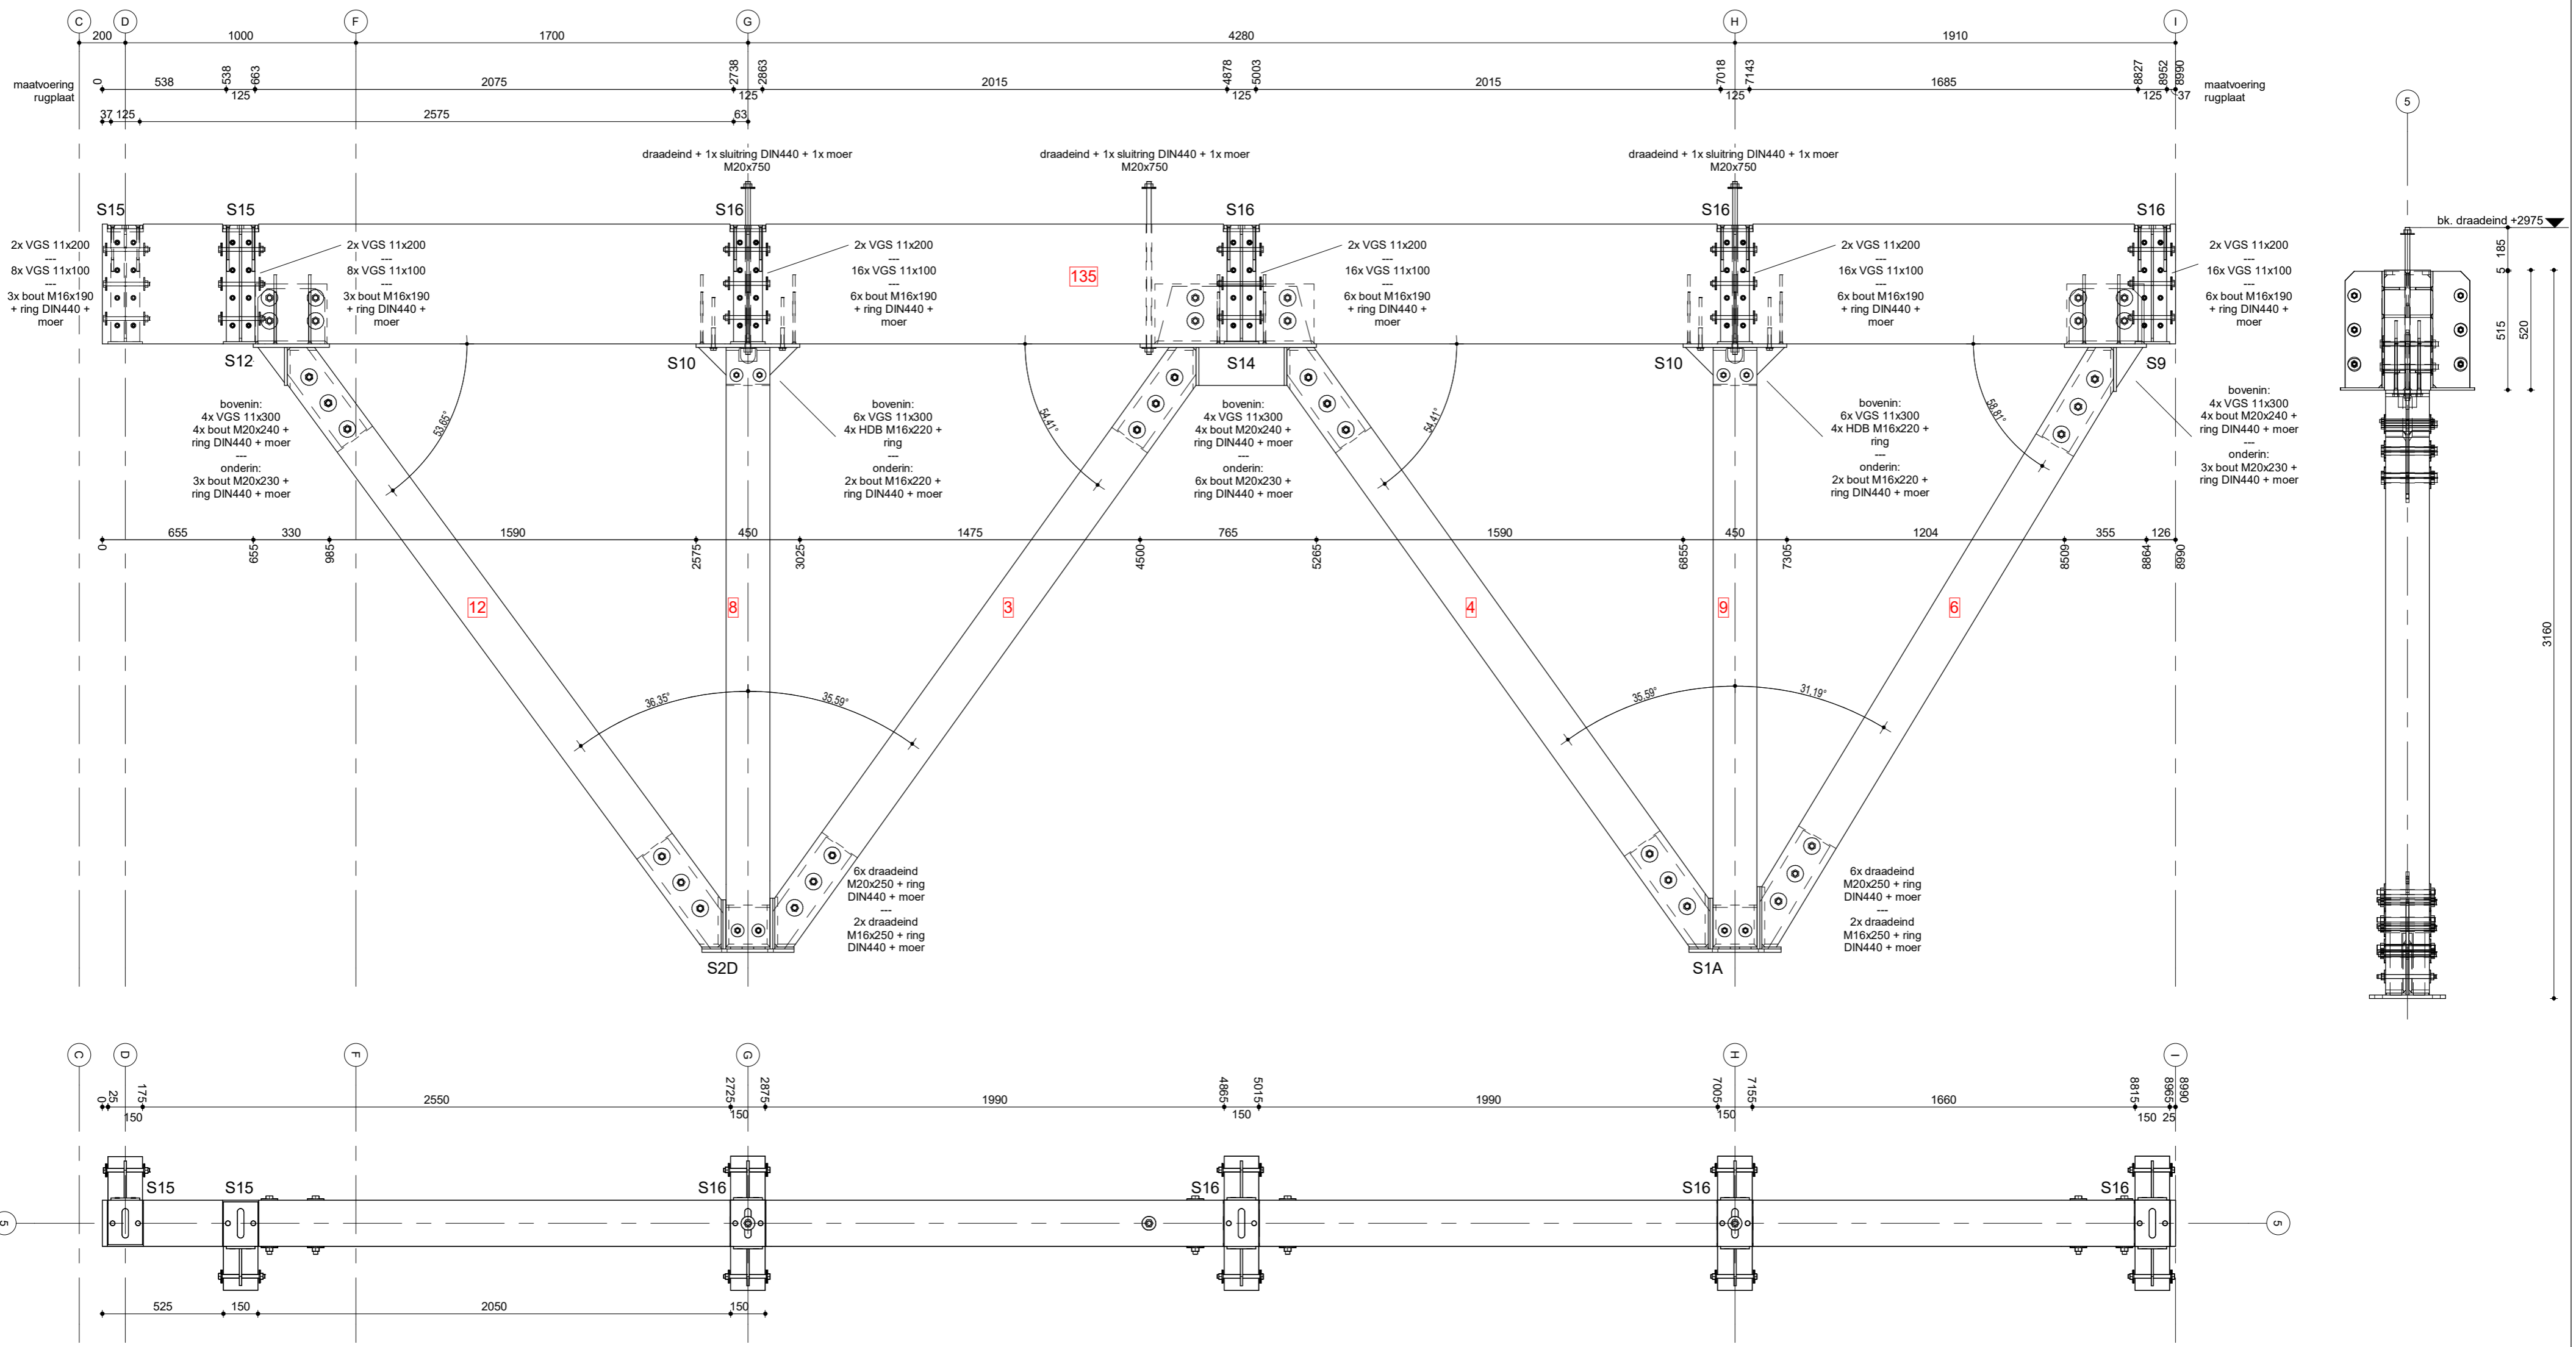 C D F G H I
200 1000 1700 4280 1910
maatvoering
rugplaat
0 538 538 663 2075 2738 2863 2015 4878 5003 2015 7018 7143 1685 8827 8952 8990
125 125 125 125 125 37
maatvoering
rugplaat
37 125 2575 63
5
draadeind + 1x sluitring DIN440 + 1x moer
M20x750
draadeind + 1x sluitring DIN440 + 1x moer
M20x750
draadeind + 1x sluitring DIN440 + 1x moer
M20x750
S15 S15 S16 S16 S16 S16
bk. draadeind +2975
2x VGS 11x200
---
8x VGS 11x100
---
3x bout M16x190
+ ring DIN440 +
moer
2x VGS 11x200
---
8x VGS 11x100
---
3x bout M16x190
+ ring DIN440 +
moer
2x VGS 11x200
---
16x VGS 11x100
---
6x bout M16x190
+ ring DIN440 +
moer
135
2x VGS 11x200
---
16x VGS 11x100
---
6x bout M16x190
+ ring DIN440 +
moer
2x VGS 11x200
---
16x VGS 11x100
---
6x bout M16x190
+ ring DIN440 +
moer
2x VGS 11x200
---
16x VGS 11x100
---
6x bout M16x190
+ ring DIN440 +
moer
185
5
515 520
3160
S12 S10 S14 S10 S9
bovenin:
4x VGS 11x300
4x bout M20x240 +
ring DIN440 + moer
---
onderin:
3x bout M20x230 +
ring DIN440 + moer
53.65°
bovenin:
6x VGS 11x300
4x HDB M16x220 +
ring
---
onderin:
2x bout M16x220 +
ring DIN440 + moer
54.41°
bovenin:
4x VGS 11x300
4x bout M20x240 +
ring DIN440 + moer
---
onderin:
6x bout M20x230 +
ring DIN440 + moer
54.41°
bovenin:
6x VGS 11x300
4x HDB M16x220 +
ring
---
onderin:
2x bout M16x220 +
ring DIN440 + moer
58.81°
bovenin:
4x VGS 11x300
4x bout M20x240 +
ring DIN440 + moer
---
onderin:
3x bout M20x230 +
ring DIN440 + moer
655 330 1590 450 1475 765 1590 450 1204 355 126
0 655 985 2575 3025 4500 5265 6855 7305 8509 8864 8990
12 8 3 4 9 6
36.35° 35.59° 35.59° 31.19°
6x draadeind
M20x250 + ring
DIN440 + moer
---
2x draadeind
M16x250 + ring
DIN440 + moer
6x draadeind
M20x250 + ring
DIN440 + moer
---
2x draadeind
M16x250 + ring
DIN440 + moer
S2D S1A
C D F G H I
0 25 175 2550 2725 2875 1990 4865 5015 1990 7005 7155 1660 8815 8965 8990
150 150 150 150 150 25
S15 S15 S16 S16 S16 S16
5 5
525 150 2050 150